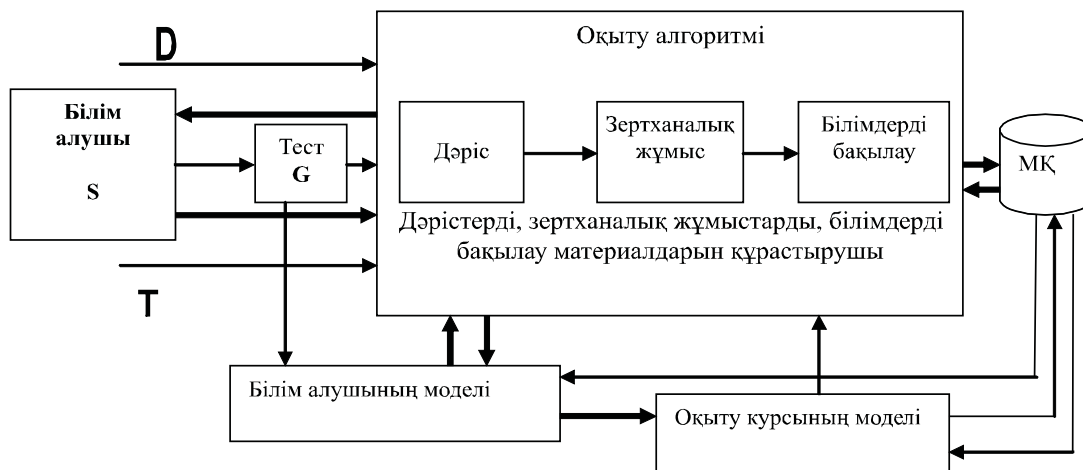 D
Оқыту алгоритмі
Білім
алушы
S
Тест
G
Дәріс
Зертханалық
жұмыс
Білімдерді
бақылау
МҚ
Дәрістерді, зертханалық жұмыстарды, білімдерді
бақылау материалдарын құрастырушы
T
Білім алушының моделі
Оқыту курсының моделі